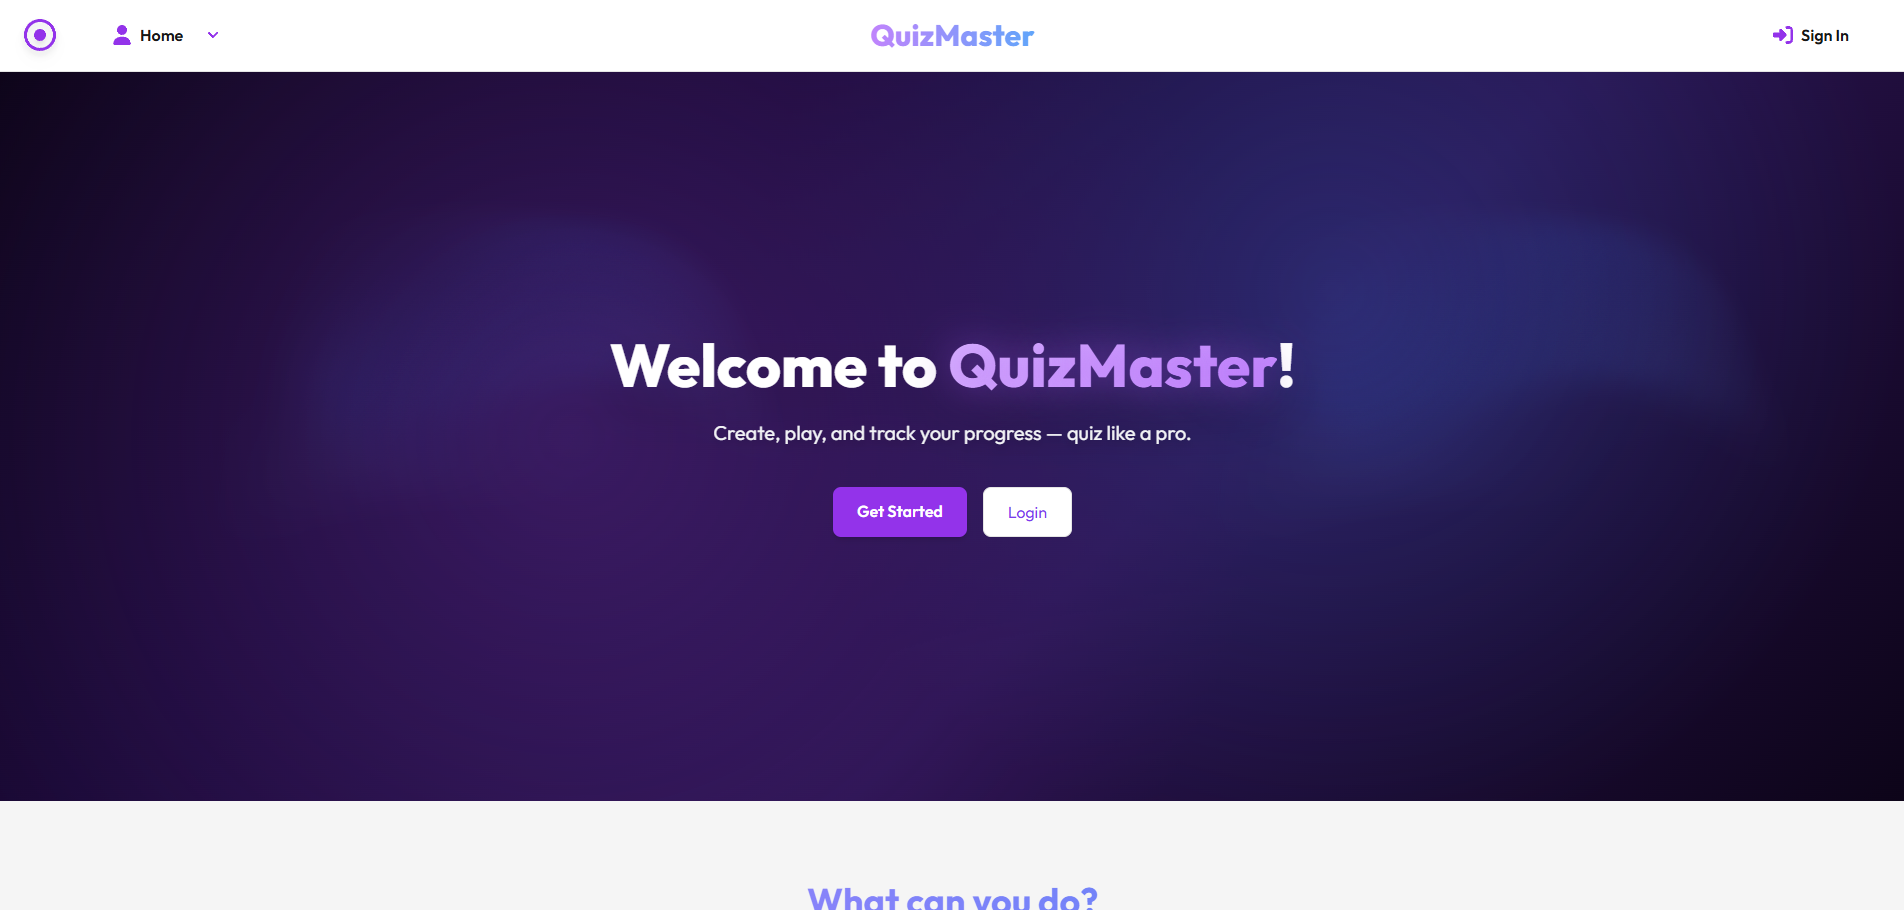 Home
QuizMaster
Sign In
Welcome to QuizMaster!
Create, play, and track your progress — quiz like a pro.
Get Started
Login
What can you do?